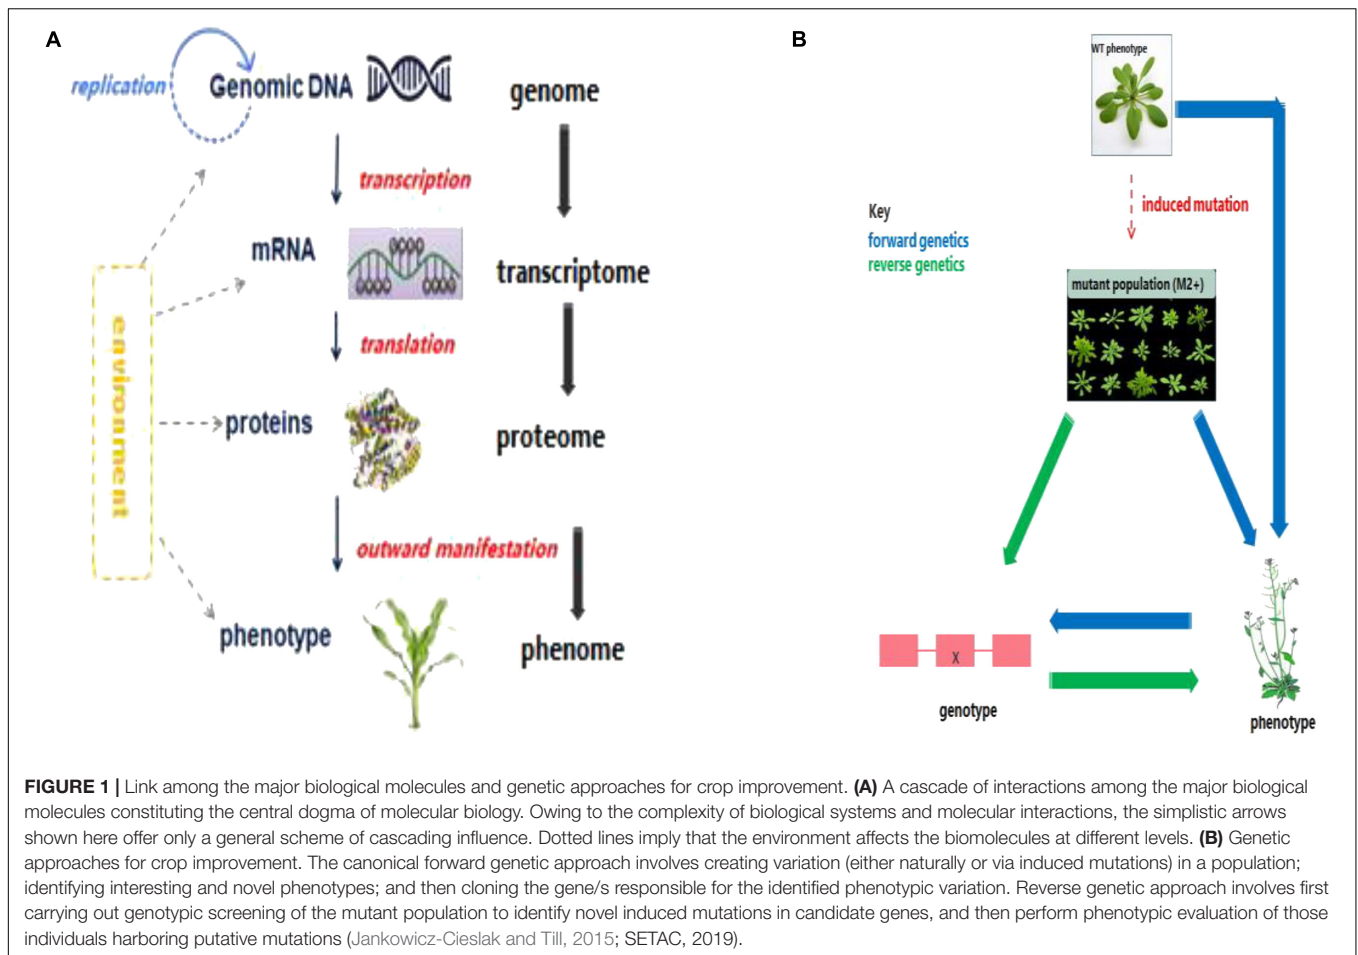 A
replication
Genomic DNA
genome
transcription
mRNA
transcriptome
translation
environment
proteins
proteome
outward manifestation
phenotype
phenome
B
WT phenotype
induced mutation
Key
forward genetics
reverse genetics
mutant population (M2+)
X
genotype
phenotype
FIGURE 1 | Link among the major biological molecules and genetic approaches for crop improvement. (A) A cascade of interactions among the major biological
molecules constituting the central dogma of molecular biology. Owing to the complexity of biological systems and molecular interactions, the simplistic arrows
shown here offer only a general scheme of cascading influence. Dotted lines imply that the environment affects the biomolecules at different levels. (B) Genetic
approaches for crop improvement. The canonical forward genetic approach involves creating variation (either naturally or via induced mutations) in a population;
identifying interesting and novel phenotypes; and then cloning the gene/s responsible for the identified phenotypic variation. Reverse genetic approach involves first
carrying out genotypic screening of the mutant population to identify novel induced mutations in candidate genes, and then perform phenotypic evaluation of those
individuals harboring putative mutations (Jankowicz-Cieslak and Till, 2015; SETAC, 2019).